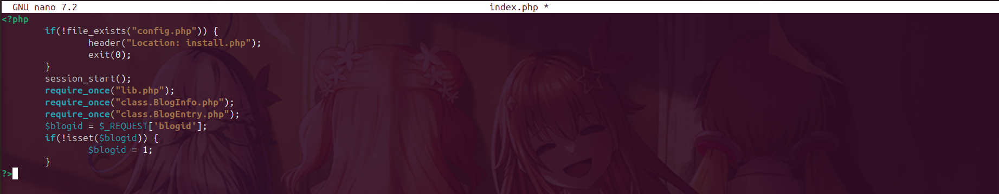 GNU nano 7.2 index.php *
<?php
if(!file_exists("config.php")) {
header("Location: install.php");
exit(0);
}
session_start();
require_once("lib.php");
require_once("class.BlogInfo.php");
require_once("class.BlogEntry.php");
$blogid = $_REQUEST['blogid'];
if(!isset($blogid)) {
$blogid = 1;
}
?>